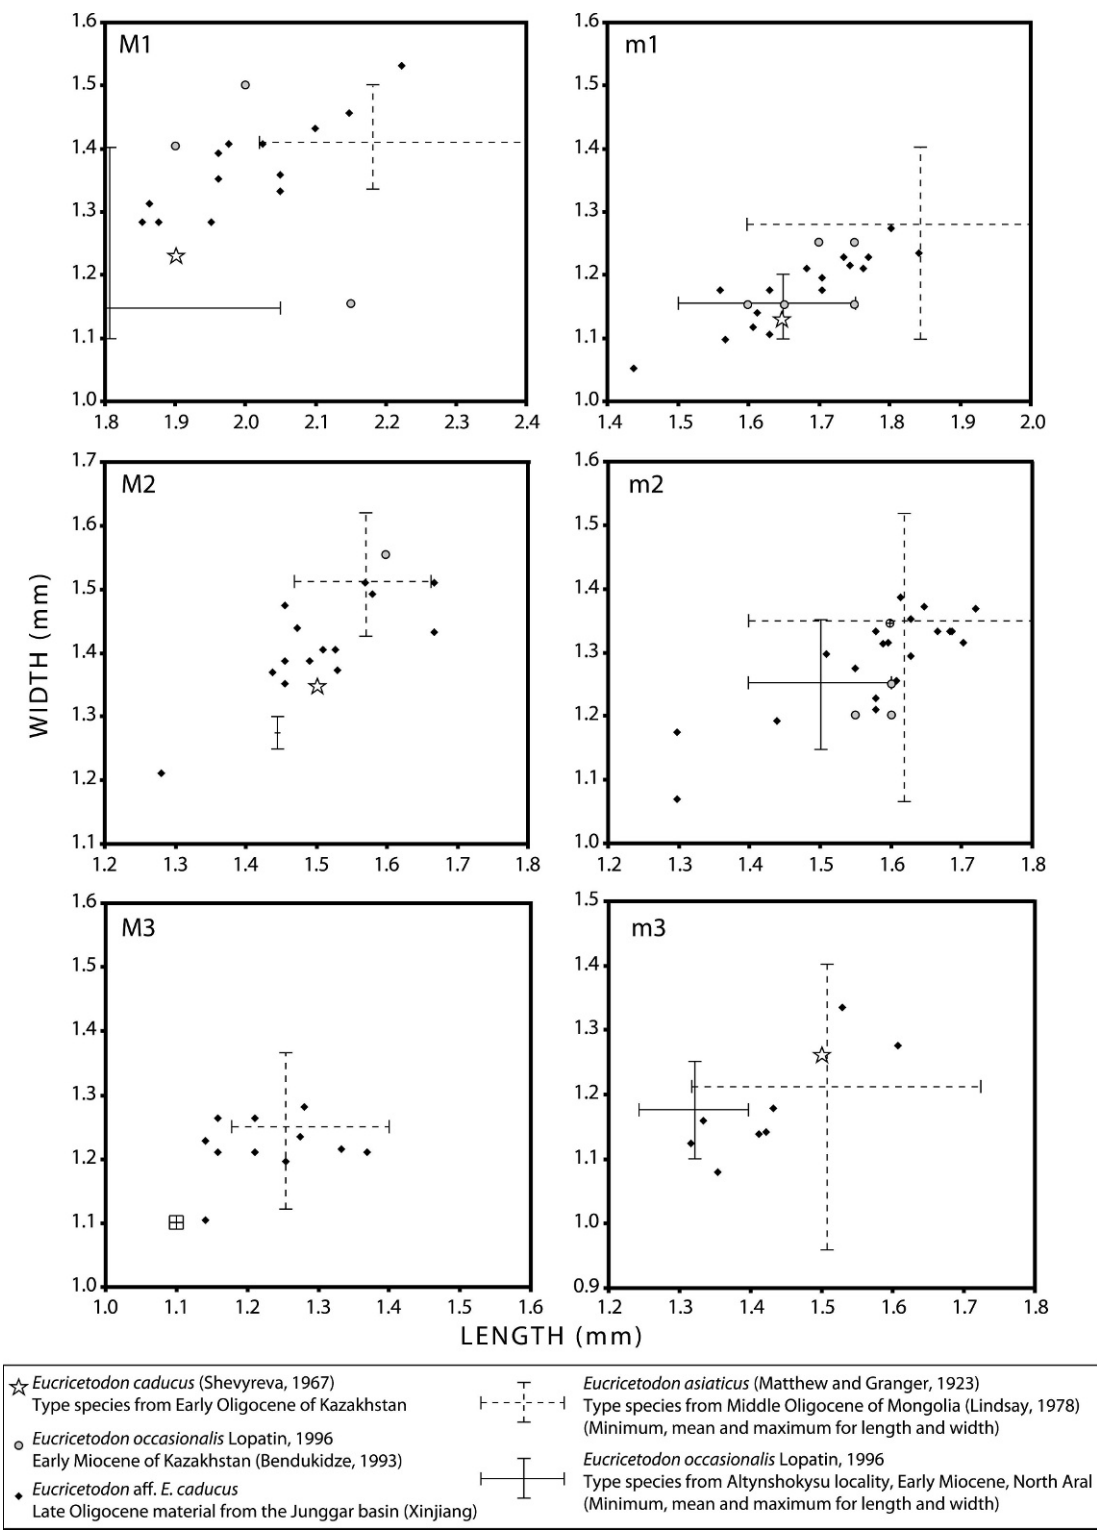 M1
1.6
1.5
1.4
1.3
1.2
1.1
1.0
1.8 1.9 2.0 2.1 2.2 2.3 2.4
m1
1.6
1.5
1.4
1.3
1.2
1.1
1.0
1.4 1.5 1.6 1.7 1.8 1.9 2.0
WIDTH (mm)
M2
1.7
1.6
1.5
1.4
1.3
1.2
1.1
1.2 1.3 1.4 1.5 1.6 1.7 1.8
m2
1.6
1.5
1.4
1.3
1.2
1.1
1.0
1.2 1.3 1.4 1.5 1.6 1.7 1.8
M3
1.6
1.5
1.4
1.3
1.2
1.1
1.0
1.0 1.1 1.2 1.3 1.4 1.5 1.6
m3
1.5
1.4
1.3
1.2
1.1
1.0
0.9
1.2 1.3 1.4 1.5 1.6 1.7 1.8
LENGTH (mm)
Eucricetodon caducus (Shevyreva, 1967)
Type species from Early Oligocene of Kazakhstan
Eucricetodon occasionalis Lopatin, 1996
Early Miocene of Kazakhstan (Bendukidze, 1993)
Eucricetodon aff. E. caducus
Late Oligocene material from the Junggar basin (Xinjiang)
Eucricetodon asiaticus (Matthew and Granger, 1923)
Type species from Middle Oligocene of Mongolia (Lindsay, 1978)
(Minimum, mean and maximum for length and width)
Eucricetodon occasionalis Lopatin, 1996
Type species from Altynshokysu locality, Early Miocene, North Aral
(Minimum, mean and maximum for length and width)